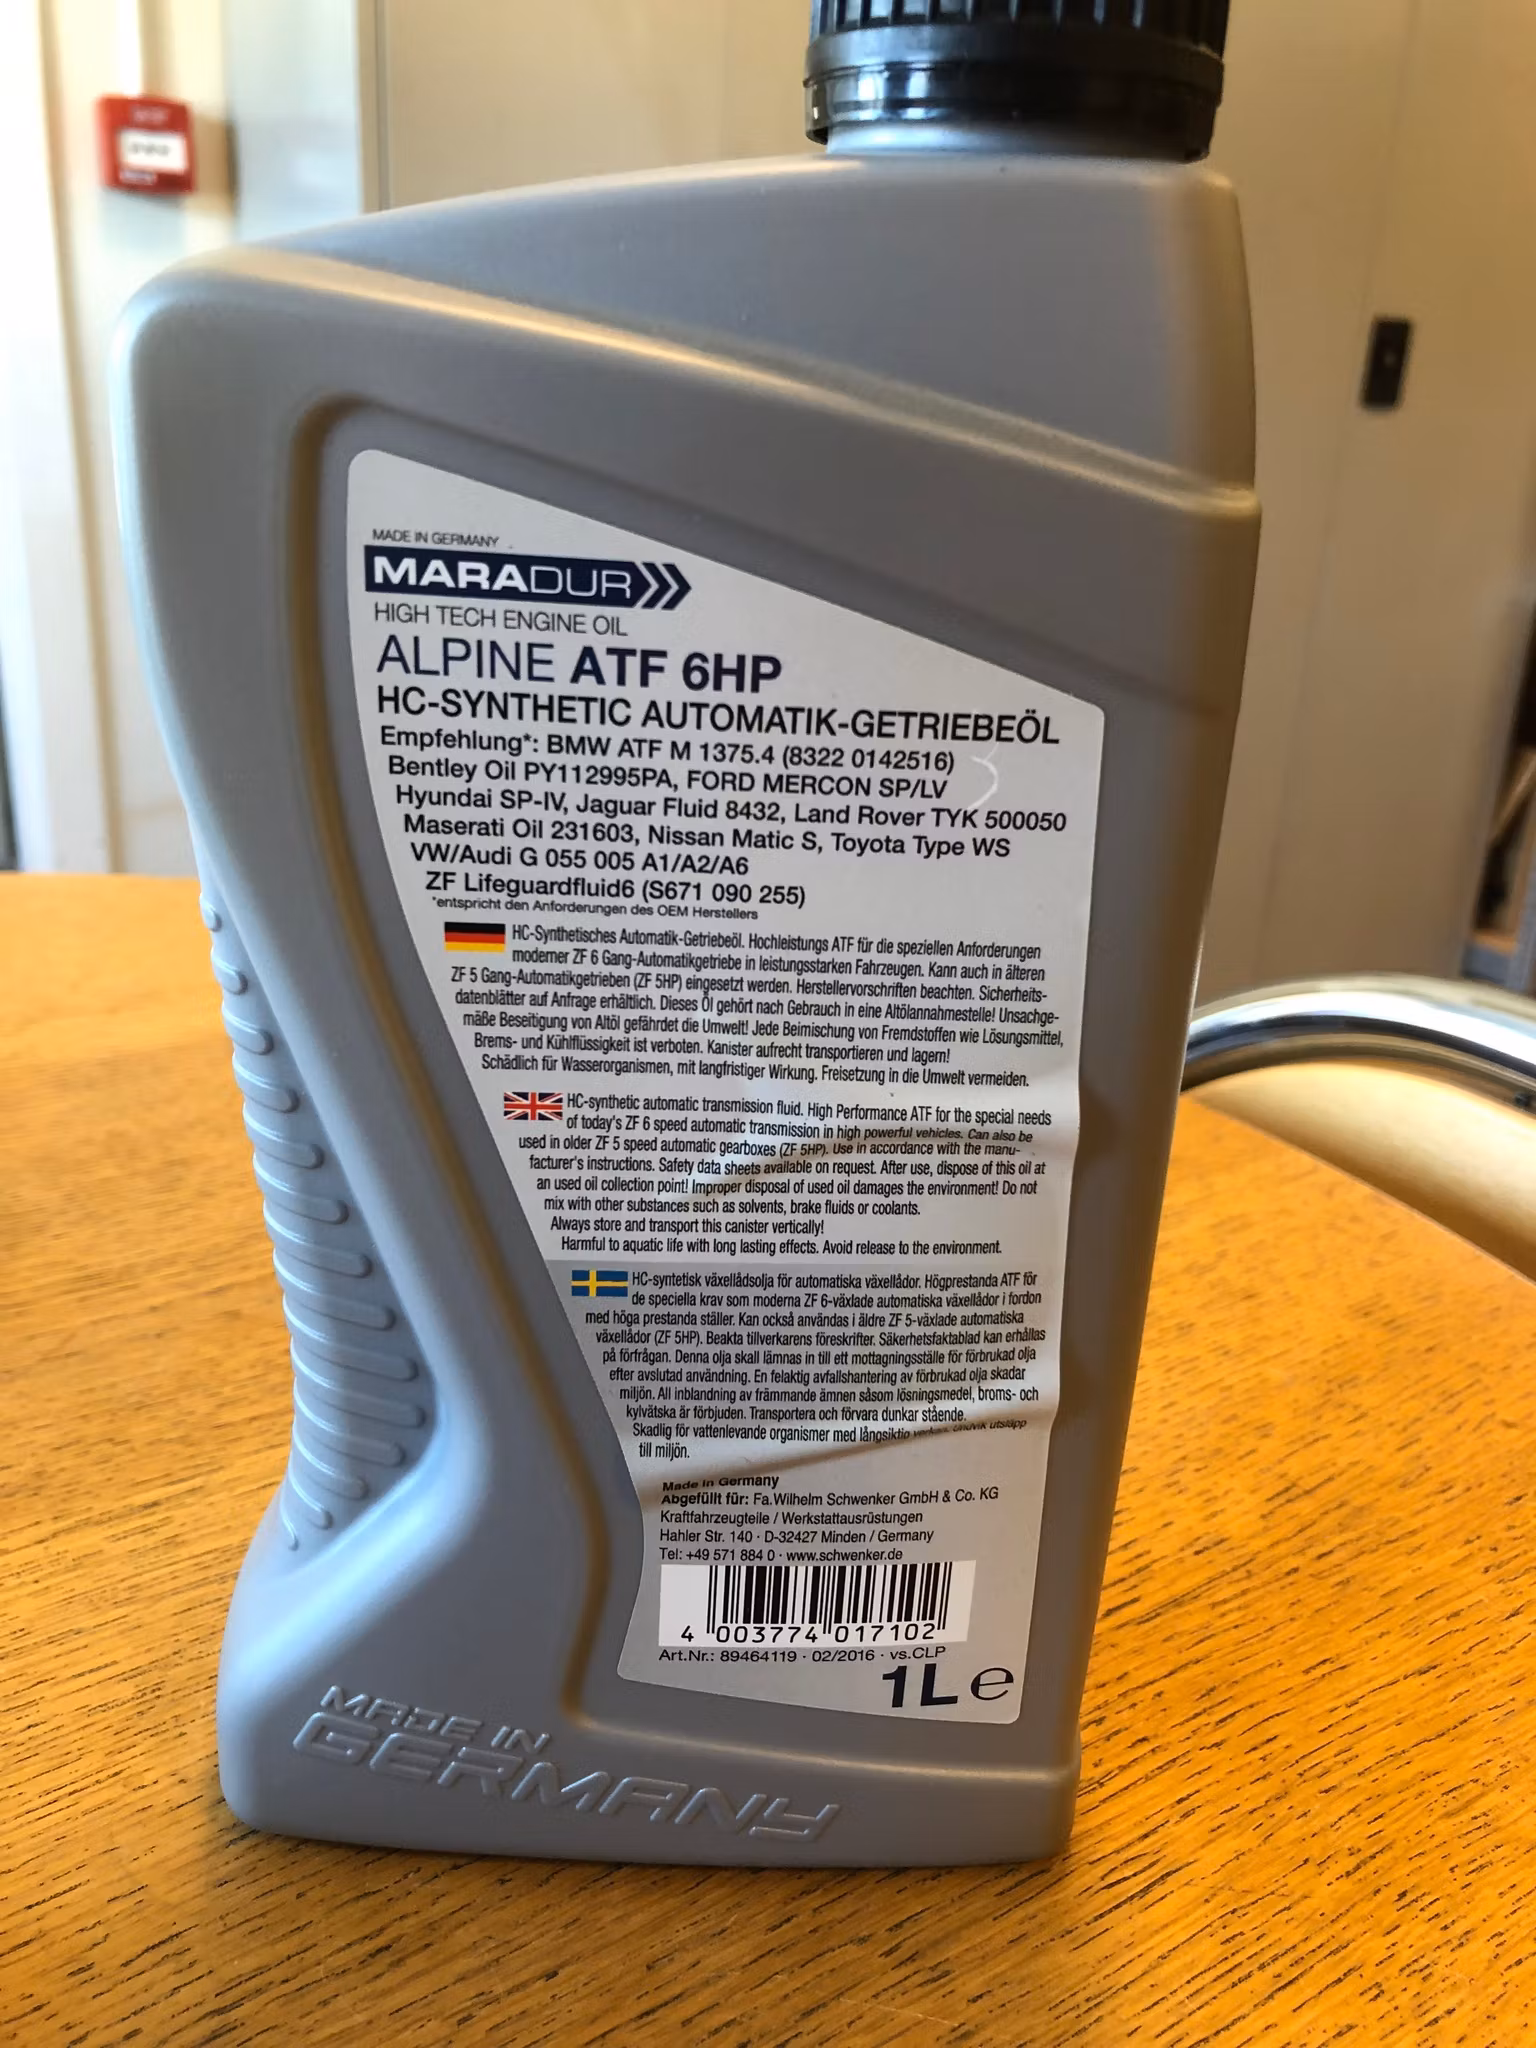 MADE IN GERMANY
MARADUR
HIGH TECH ENGINE OIL
ALPINE ATF 6HP
HC-SYNTHETIC AUTOMATIK-GETRIEBEÖL
Empfehlung*: BMW ATF M 1375.4 (8322 0142516)
Bentley Oil PY112995PA, FORD MERCON SP/LV
Hyundai SP-IV, Jaguar Fluid 8432, Land Rover TYK 500050
Maserati Oil 231603, Nissan Matic S, Toyota Type WS
VW/Audi G 055 005 A1/A2/A6
ZF Lifeguardfluid6 (S671 090 255)
*entspricht den Anforderungen des OEM Herstellers
HC-Synthetisches Automatik-Getriebeöl. Hochleistungs ATF für die speziellen Anforderungen
moderner ZF 6 Gang-Automatikgetriebe in leistungsstarken Fahrzeugen. Kann auch in älteren
ZF 5 Gang-Automatikgetrieben (ZF 5HP) eingesetzt werden. Herstellervorschriften beachten. Sicherheits-
datenblätter auf Anfrage erhältlich. Dieses Öl gehört nach Gebrauch in eine Altölannahmestelle! Unsachge-
mäße Beseitigung von Altöl gefährdet die Umwelt! Jede Beimischung von Fremdstoffen wie Lösungsmittel,
Brems- und Kühlflüssigkeit ist verboten. Kanister aufrecht transportieren und lagern!
Schädlich für Wasserorganismen, mit langfristiger Wirkung. Freisetzung in die Umwelt vermeiden.
HC-synthetic automatic transmission fluid. High Performance ATF for the special needs
of today's ZF 6 speed automatic transmission in high powerful vehicles. Can also be
used in older ZF 5 speed automatic gearboxes (ZF 5HP). Use in accordance with the manu-
facturer's instructions. Safety data sheets available on request. After use, dispose of this oil at
an used oil collection point! Improper disposal of used oil damages the environment! Do not
mix with other substances such as solvents, brake fluids or coolants.
Always store and transport this canister vertically!
Harmful to aquatic life with long lasting effects. Avoid release to the environment.
HC-syntetisk växellådsolja för automatiska växellådor. Högprestanda ATF för
de speciella krav som moderna ZF 6-växlade automatiska växellådor i fordon
med höga prestanda ställer. Kan också användas i äldre ZF 5-växlade automatiska
växellådor (ZF 5HP). Beakta tillverkarens föreskrifter. Säkerhetsfaktablad kan erhållas
på förfrågan. Denna olja skall lämnas in till ett mottagningsställe för förbrukad olja
efter avslutad användning. En felaktig avfallshantering av förbrukad olja skadar
miljön. All inblandning av främmande ämnen såsom lösningsmedel, broms- och
kylvätska är förbjuden. Transportera och förvara dunkar stående.
Skadlig för vattenlevande organismer med utsläpp
till miljön.
Made in Germany
Abgefüllt für: Fa.Wilhelm Schwenker GmbH & Co. KG
Kraftfahrzeugteile / Werkstattausrüstungen
Hahler Str. 140 · D-32427 Minden / Germany
Tel: +49 571 884 0 · www.schwenker.de
4 003774 017102
Art.Nr.: 89464119 · 02/2016 · vs.CLP
1L e
MADE IN
GERMANY